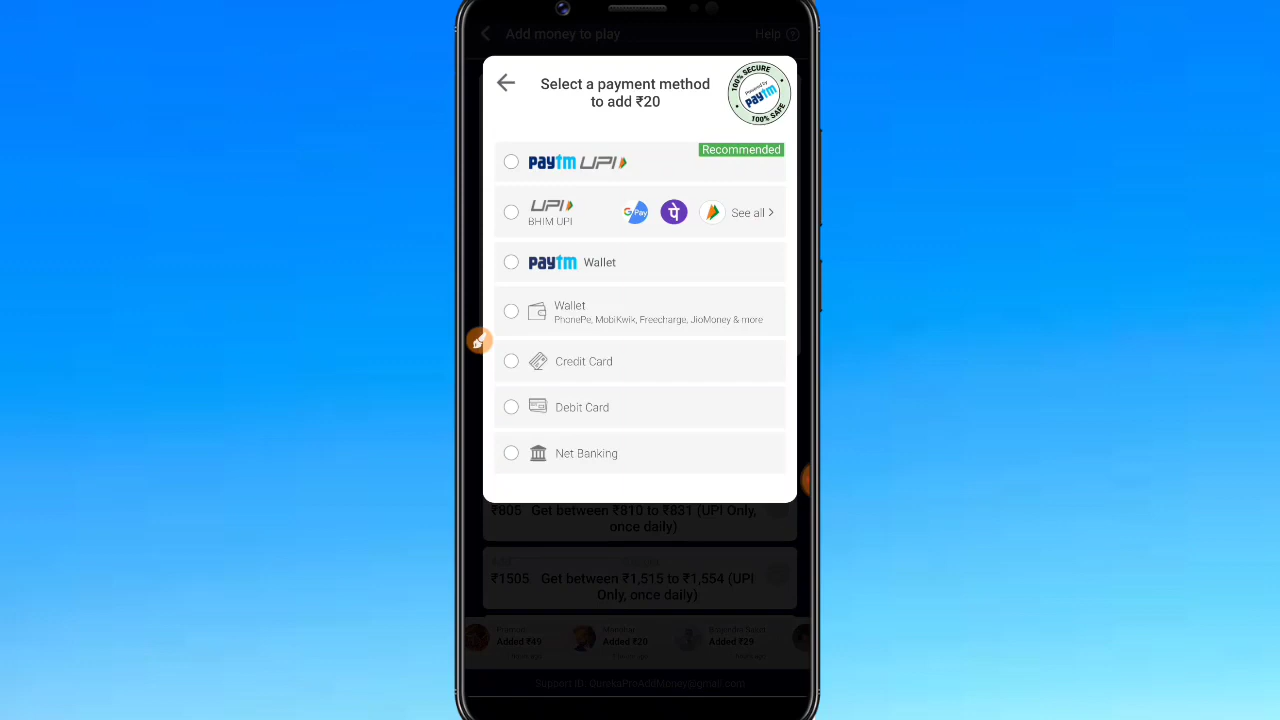 Add money to play
Help
Select a payment method
to add ₹20
100% SECURE
Powered by
paytm
100% SAFE
Recommended
paytm UPI
UPI
BHIM UPI
G Pay
पे
See all >
paytm Wallet
Wallet
PhonePe, MobiKwik, Freecharge, JioMoney & more
Credit Card
Debit Card
Net Banking
₹805 Get between ₹810 to ₹831 (UPI Only,
once daily)
₹1505 Get between ₹1,515 to ₹1,554 (UPI
Only, once daily)
Added ₹49
Added ₹20
Added ₹29